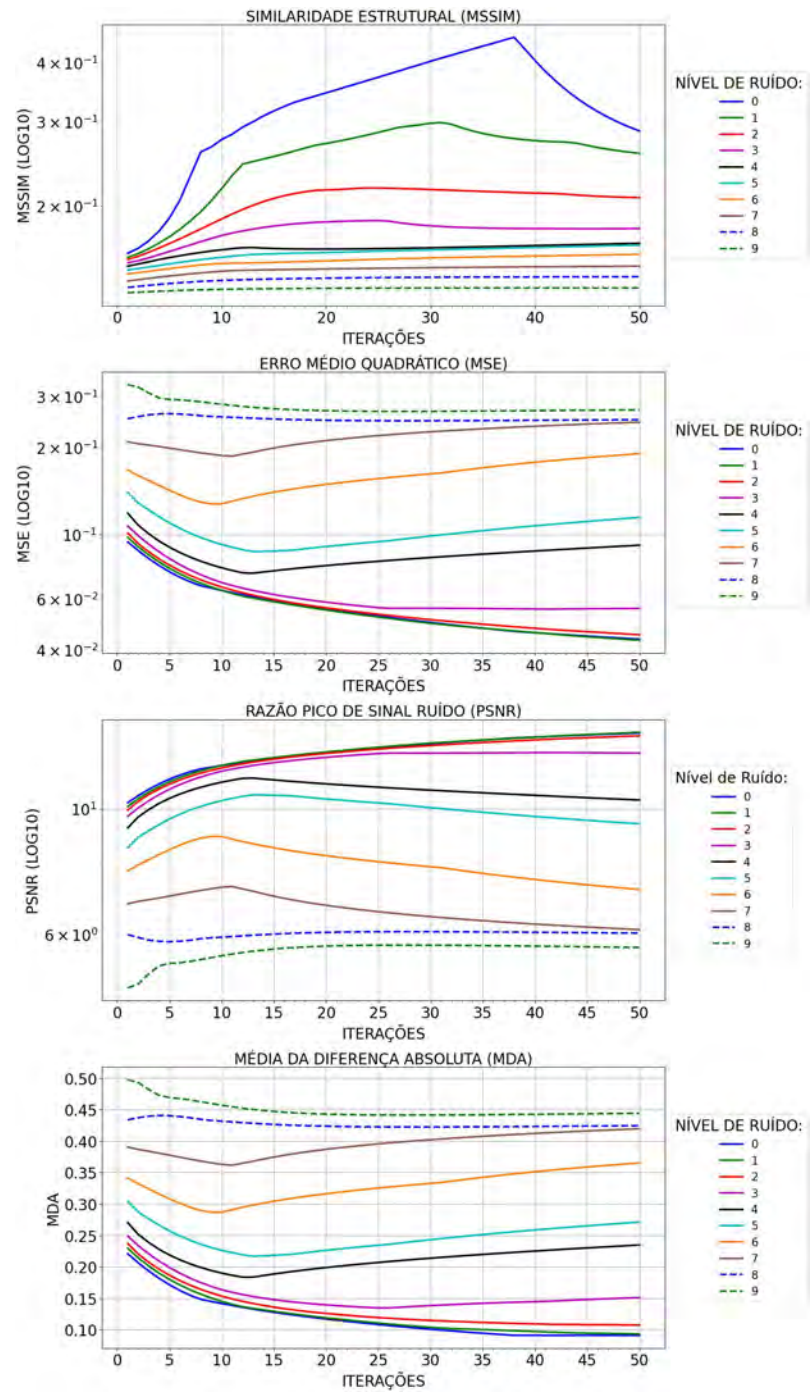 SIMILARIDADE ESTRUTURAL (MSSIM)
MSSIM (LOG10)
4 × 10⁻¹
3 × 10⁻¹
2 × 10⁻¹
0 5 10 15 20 25 30 35 40 45 50
ITERAÇÕES
NÍVEL DE RUÍDO:
0
1
2
3
4
5
6
7
8
9
ERRO MÉDIO QUADRÁTICO (MSE)
MSE (LOG10)
3 × 10⁻¹
2 × 10⁻¹
10⁻¹
6 × 10⁻²
4 × 10⁻²
0 5 10 15 20 25 30 35 40 45 50
ITERAÇÕES
NÍVEL DE RUÍDO:
0
1
2
3
4
5
6
7
8
9
RAZÃO PICO DE SINAL RUÍDO (PSNR)
PSNR (LOG10)
10¹
6 × 10⁰
0 5 10 15 20 25 30 35 40 45 50
ITERAÇÕES
Nível de Ruído:
0
1
2
3
4
5
6
7
8
9
MÉDIA DA DIFERENÇA ABSOLUTA (MDA)
MDA
0.50
0.45
0.40
0.35
0.30
0.25
0.20
0.15
0.10
0 5 10 15 20 25 30 35 40 45 50
ITERAÇÕES
NÍVEL DE RUÍDO:
0
1
2
3
4
5
6
7
8
9